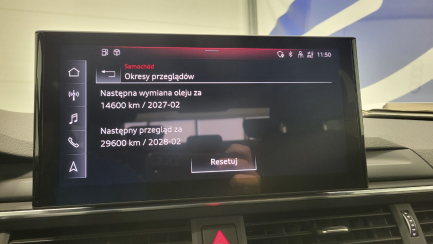 11:50
Samochód
Okresy przeglądów
Następna wymiana oleju za
14600 km / 2027-02
Następny przegląd za
29600 km / 2028-02
Resetuj